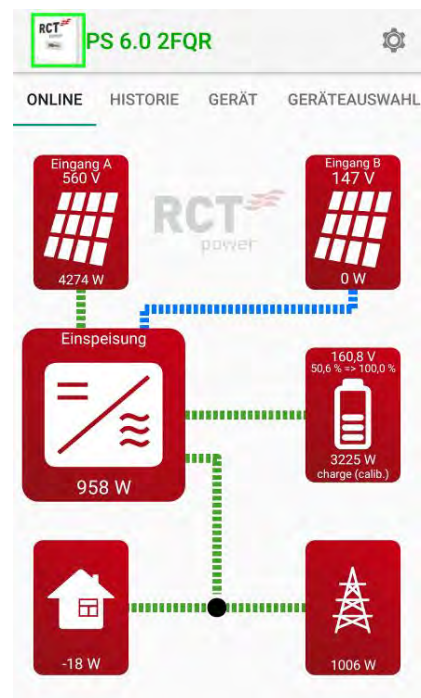 RCT
power
PS 6.0 2FQR
ONLINE HISTORIE GERÄT GERÄTEAUSWAHL
Eingang A
560 V
4274 W
RCT
power
Eingang B
147 V
0 W
Einspeisung
958 W
160,8 V
50,6 % => 100,0 %
3225 W
charge (calib.)
-18 W
1006 W